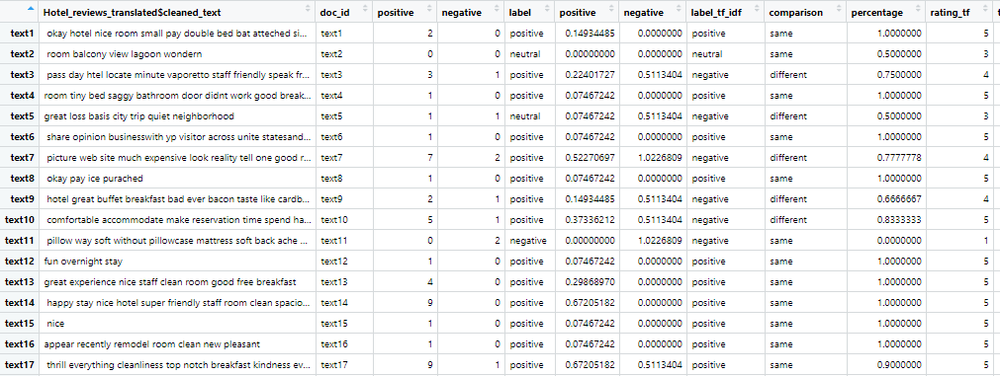 Hotel_reviews_translated$cleaned_text doc_id positive negative label positive negative label_tf_idf comparison percentage rating_tf
text1 okay hotel nice room small pay double bed bat atteched si... text1 2 0 positive 0.14934485 0.0000000 positive same 1.0000000 5
text2 room balcony view lagoon wondern text2 0 0 neutral 0.00000000 0.0000000 neutral same 0.5000000 3
text3 pass day htel locate minute vaporetto staff friendly speak fr... text3 3 1 positive 0.22401727 0.5113404 negative different 0.7500000 4
text4 room tiny bed saggy bathroom door didnt work good break... text4 1 0 positive 0.07467242 0.0000000 positive same 1.0000000 5
text5 great loss basis city trip quiet neighborhood text5 1 1 neutral 0.07467242 0.5113404 negative different 0.5000000 3
text6 share opinion businesswith yp visitor across unite statesand... text6 1 0 positive 0.07467242 0.0000000 positive same 1.0000000 5
text7 picture web site much expensive look reality tell one good r... text7 7 2 positive 0.52270697 1.0226809 negative different 0.7777778 4
text8 okay pay ice purached text8 1 0 positive 0.07467242 0.0000000 positive same 1.0000000 5
text9 hotel great buffet breakfast bad ever bacon taste like cardb... text9 2 1 positive 0.14934485 0.5113404 negative different 0.6666667 4
text10 comfortable accommodate make reservation time spend ha... text10 5 1 positive 0.37336212 0.5113404 negative different 0.8333333 5
text11 pillow way soft without pillowcase mattress soft back ache ... text11 0 2 negative 0.00000000 1.0226809 negative same 0.0000000 1
text12 fun overnight stay text12 1 0 positive 0.07467242 0.0000000 positive same 1.0000000 5
text13 great experience nice staff clean room good free breakfast text13 4 0 positive 0.29868970 0.0000000 positive same 1.0000000 5
text14 happy stay nice hotel super friendly staff room clean spacio... text14 9 0 positive 0.67205182 0.0000000 positive same 1.0000000 5
text15 nice text15 1 0 positive 0.07467242 0.0000000 positive same 1.0000000 5
text16 appear recently remodel room clean new pleasant text16 1 0 positive 0.07467242 0.0000000 positive same 1.0000000 5
text17 thrill everything cleanliness top notch breakfast kindness ev... text17 9 1 positive 0.67205182 0.5113404 positive same 0.9000000 5